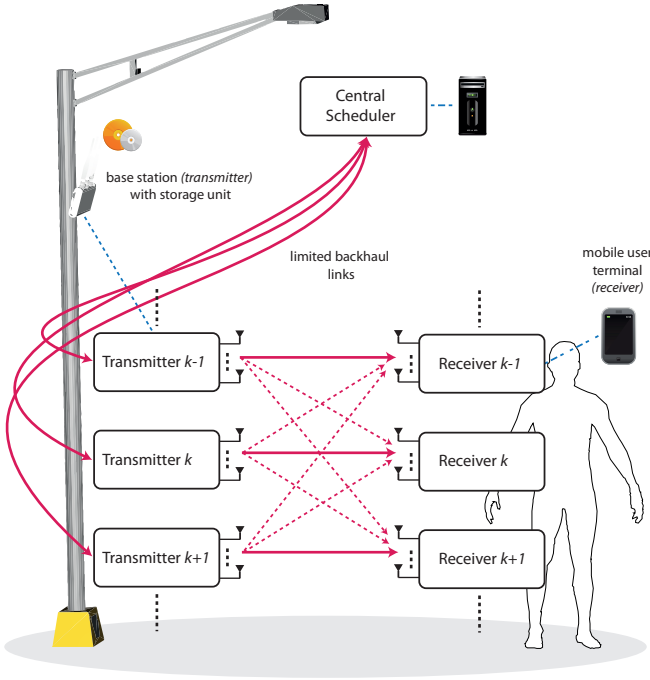 Central
Scheduler
base station (transmitter)
with storage unit
limited backhaul
links
mobile user
terminal
(receiver)
Transmitter k-1
Receiver k-1
Transmitter k
Receiver k
Transmitter k+1
Receiver k+1